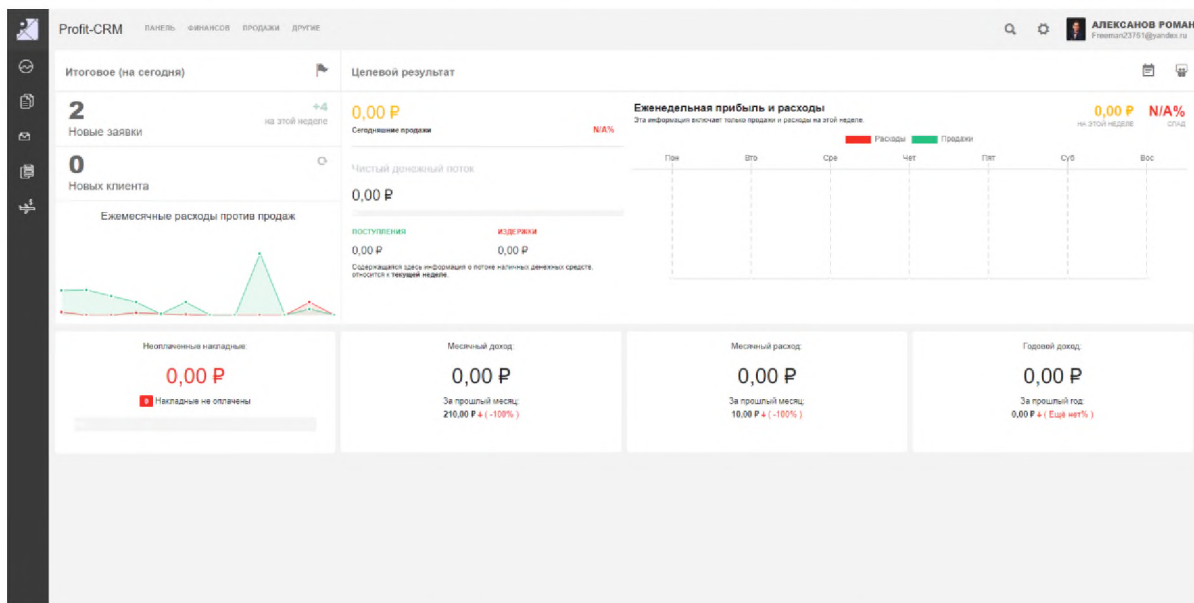 Profit-CRM
ПАНЕЛЬ ФИНАНСОВ ПРОДАЖИ ДРУГИЕ
АЛЕКСАНОВ РОМАН
Freeman23761@yandex.ru
Итоговое (на сегодня)
2
Новые заявки
+4
на этой неделе
0
Новых клиента
Ежемесячные расходы против продаж
Целевой результат
0,00 ₽
Сегодняшние продажи
N/A%
Чистый денежный поток
0,00 ₽
ПОСТУПЛЕНИЯ ИЗДЕРЖКИ
0,00 ₽ 0,00 ₽
Содержащаяся здесь информация о потоке наличных денежных средств,
относится к текущей неделе.
Еженедельная прибыль и расходы
Эта информация включает только продажи и расходы на этой неделе.
0,00 ₽ N/A%
НА ЭТОЙ НЕДЕЛЕ СПАД
Расходы Продажи
Пон Вто Сре Чет Пят Суб Вос
Неоплаченные накладные:
0,00 ₽
0 Накладные не оплачены
Месячный доход:
0,00 ₽
За прошлый месяц:
210,00 ₽ ↓ ( -100% )
Месячный расход:
0,00 ₽
За прошлый месяц:
10,00 ₽ ↓ ( -100% )
Годовой доход:
0,00 ₽
За прошлый год:
0,00 ₽ ↓ ( Ещё нет% )